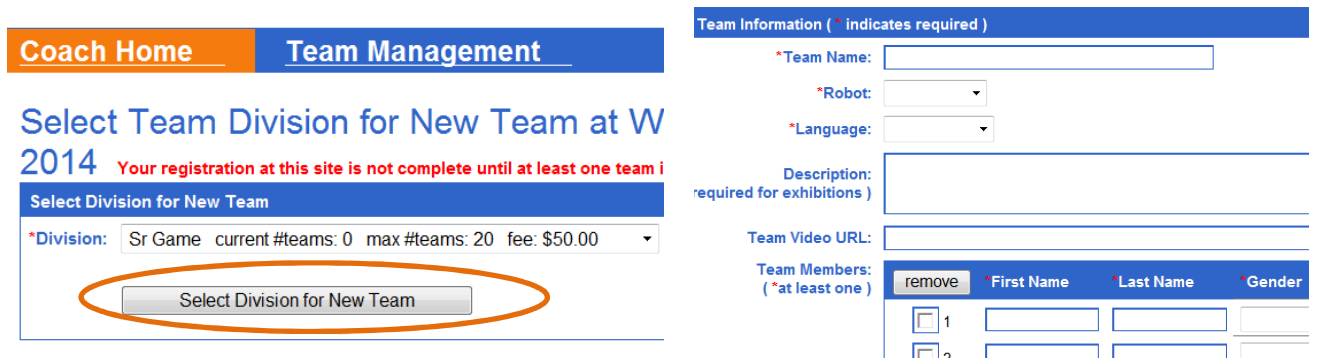 Coach Home Team Management
Select Team Division for New Team at W
2014 Your registration at this site is not complete until at least one team i
Select Division for New Team
*Division: Sr Game current #teams: 0 max #teams: 20 fee: $50.00
Select Division for New Team
Team Information ( * indicates required )
*Team Name:
*Robot:
*Language:
Description:
required for exhibitions )
Team Video URL:
Team Members:
( *at least one )
remove *First Name *Last Name *Gender
1
2